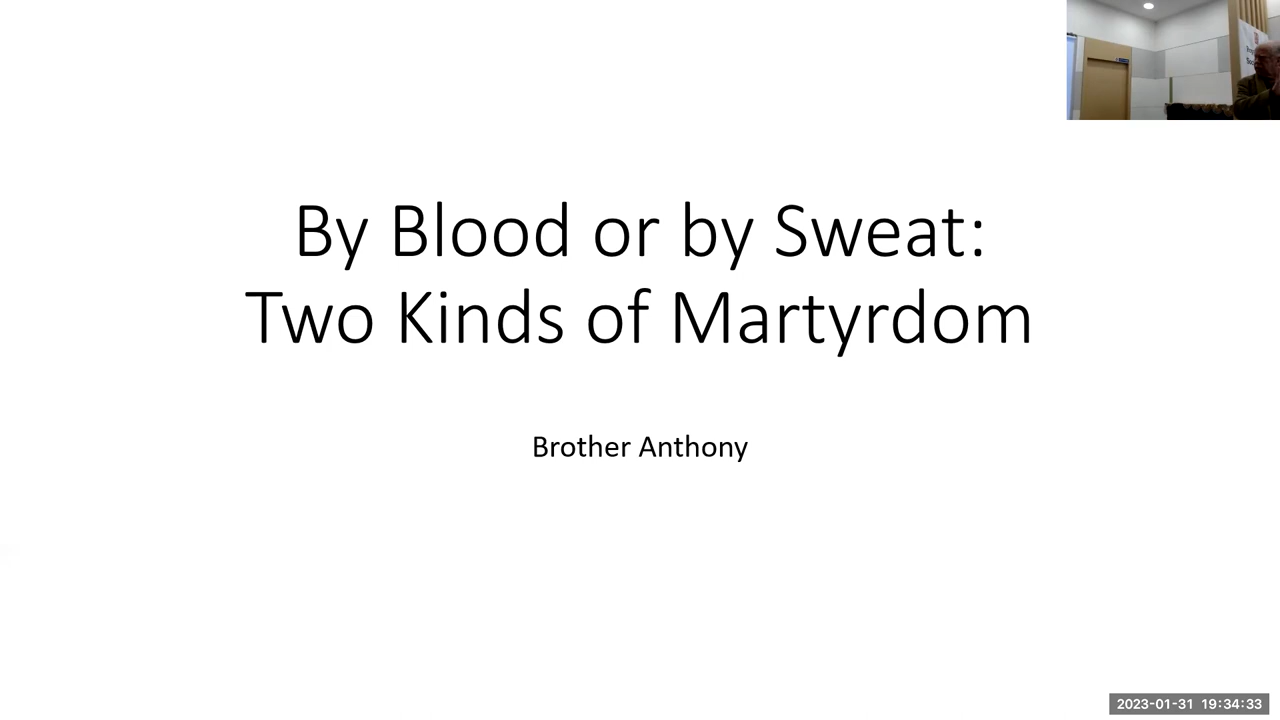 By Blood or by Sweat:
Two Kinds of Martyrdom
Brother Anthony
2023-01-31 19:34:33